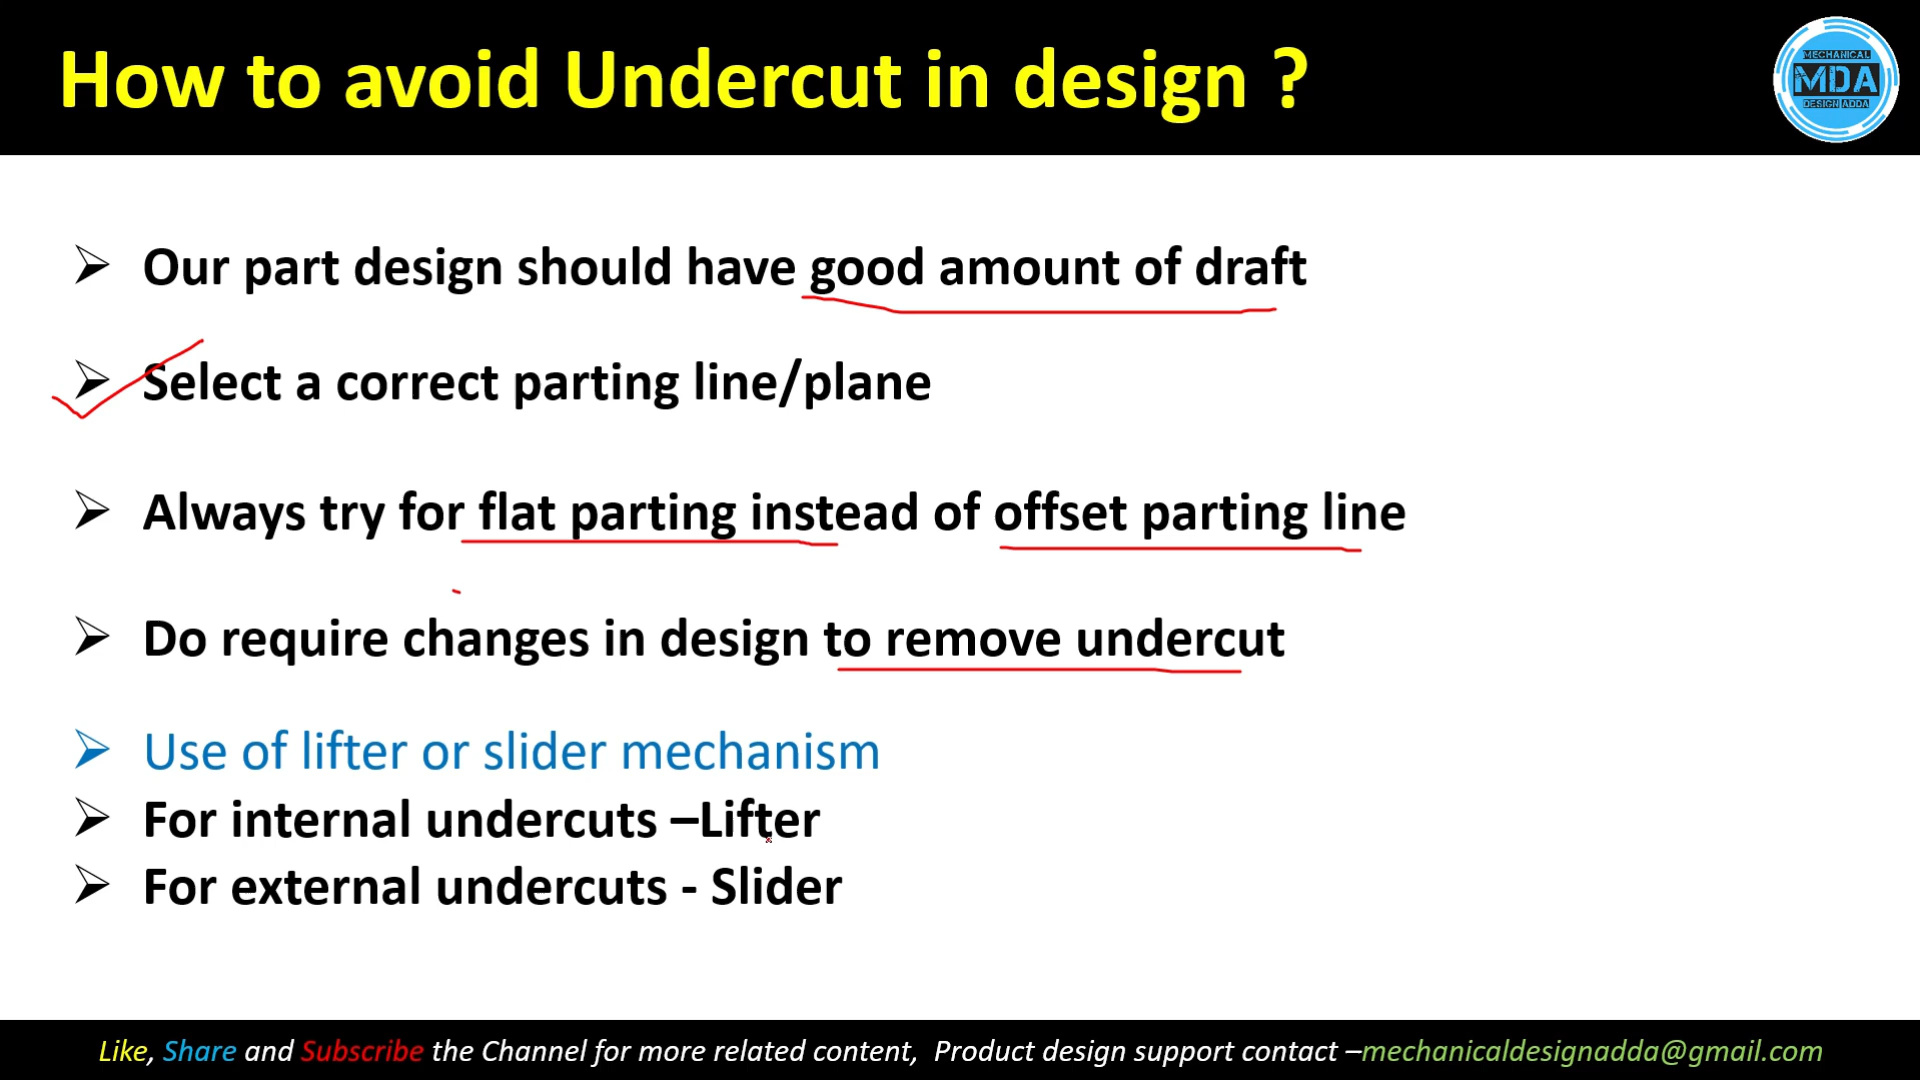 How to avoid Undercut in design ?
MECHANICAL
MDA
DESIGN ADDA
➢ Our part design should have good amount of draft
➢ Select a correct parting line/plane
➢ Always try for flat parting instead of offset parting line
➢ Do require changes in design to remove undercut
➢ Use of lifter or slider mechanism
➢ For internal undercuts –Lifter
➢ For external undercuts - Slider
Like, Share and Subscribe the Channel for more related content, Product design support contact –mechanicaldesignadda@gmail.com